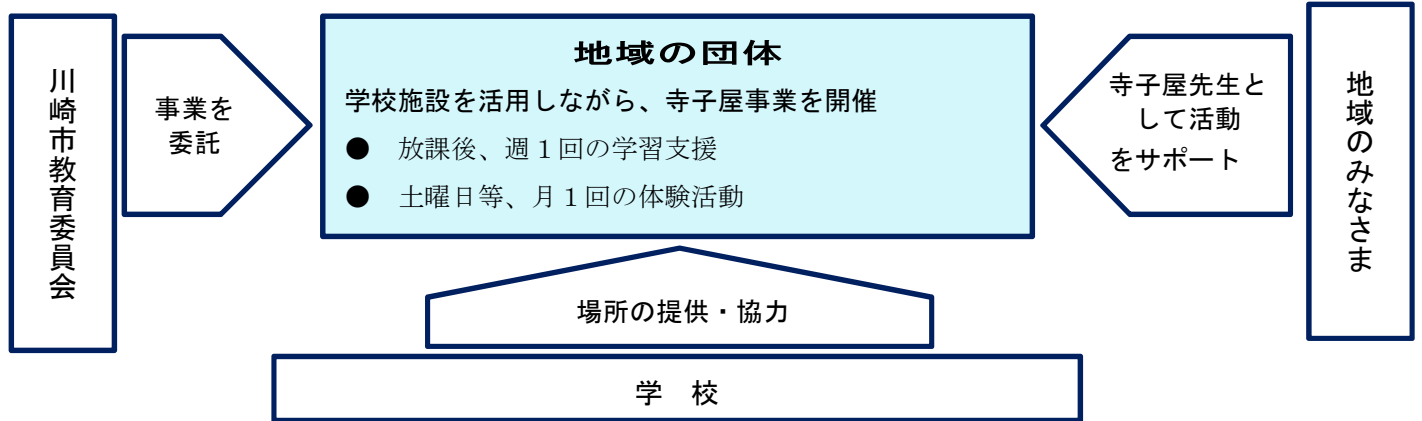 川崎市教育委員会
事業を
委託
地域の団体
学校施設を活用しながら、寺子屋事業を開催
● 放課後、週１回の学習支援
● 土曜日等、月１回の体験活動
寺子屋先生と
して活動
をサポート
地域のみなさま
場所の提供・協力
学　校